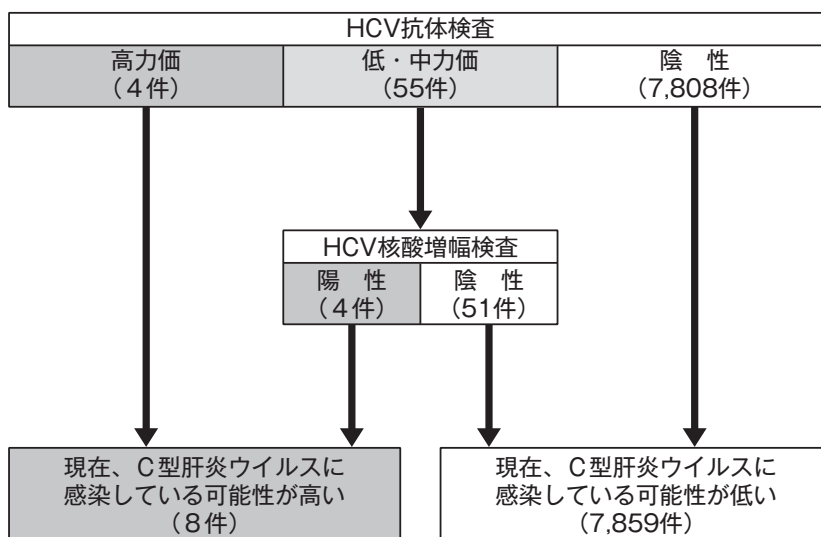 HCV抗体検査
高力価
（4件）
低・中力価
（55件）
陰　性
（7,808件）
HCV核酸増幅検査
陽　性
（4件）
陰　性
（51件）
現在、C型肝炎ウイルスに
感染している可能性が高い
（8件）
現在、C型肝炎ウイルスに
感染している可能性が低い
（7,859件）